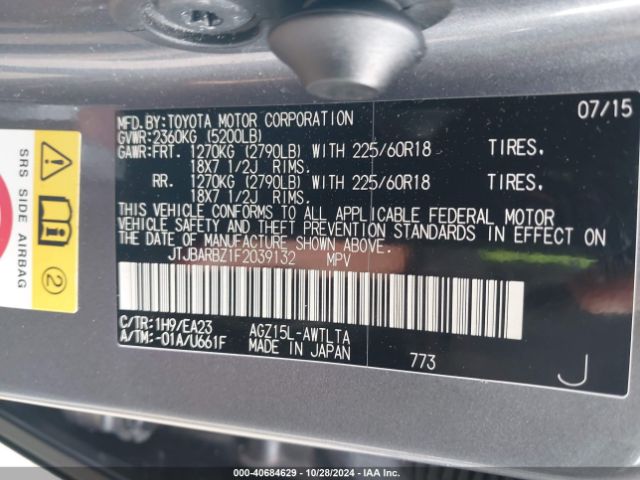 MFD. BY: TOYOTA MOTOR CORPORATION 07/15
GVWR: 2360KG (5200LB)
GAWR: FRT. 1270KG (2790LB) WITH 225/60R18 TIRES,
18X7 1/2J RIMS.
RR. 1270KG (2790LB) WITH 225/60R18 TIRES,
18X7 1/2J RIMS.
THIS VEHICLE CONFORMS TO ALL APPLICABLE FEDERAL MOTOR
VEHICLE SAFETY AND THEFT PREVENTION STANDARDS IN EFFECT ON
THE DATE OF MANUFACTURE SHOWN ABOVE.
JTJBARBZ1F2039132 MPV
C/TR: 1H9/EA23 AGZ15L-AWTLTA
A/TM: -01A/U661F MADE IN JAPAN 773 J
SRS SIDE AIRBAG
2
000-40684629 | 10/28/2024 | IAA Inc.